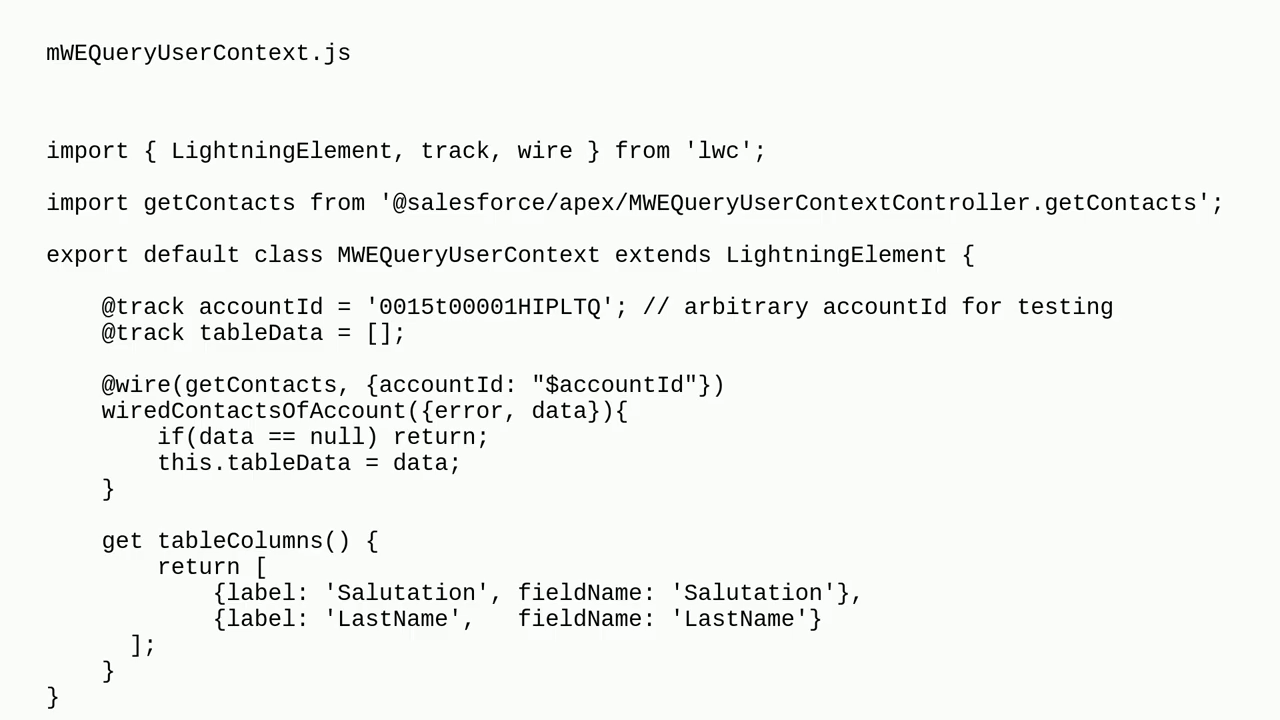 mWEQueryUserContext.js
import { LightningElement, track, wire } from 'lwc';
import getContacts from '@salesforce/apex/MWEQueryUserContextController.getContacts';
export default class MWEQueryUserContext extends LightningElement {
    @track accountId = '0015t00001HIPLTQ'; // arbitrary accountId for testing
    @track tableData = [];
    @wire(getContacts, {accountId: "$accountId"})
    wiredContactsOfAccount({error, data}){
        if(data == null) return;
        this.tableData = data;
    }
    get tableColumns() {
        return [
            {label: 'Salutation', fieldName: 'Salutation'},
            {label: 'LastName',   fieldName: 'LastName'}
      ];
    }
}